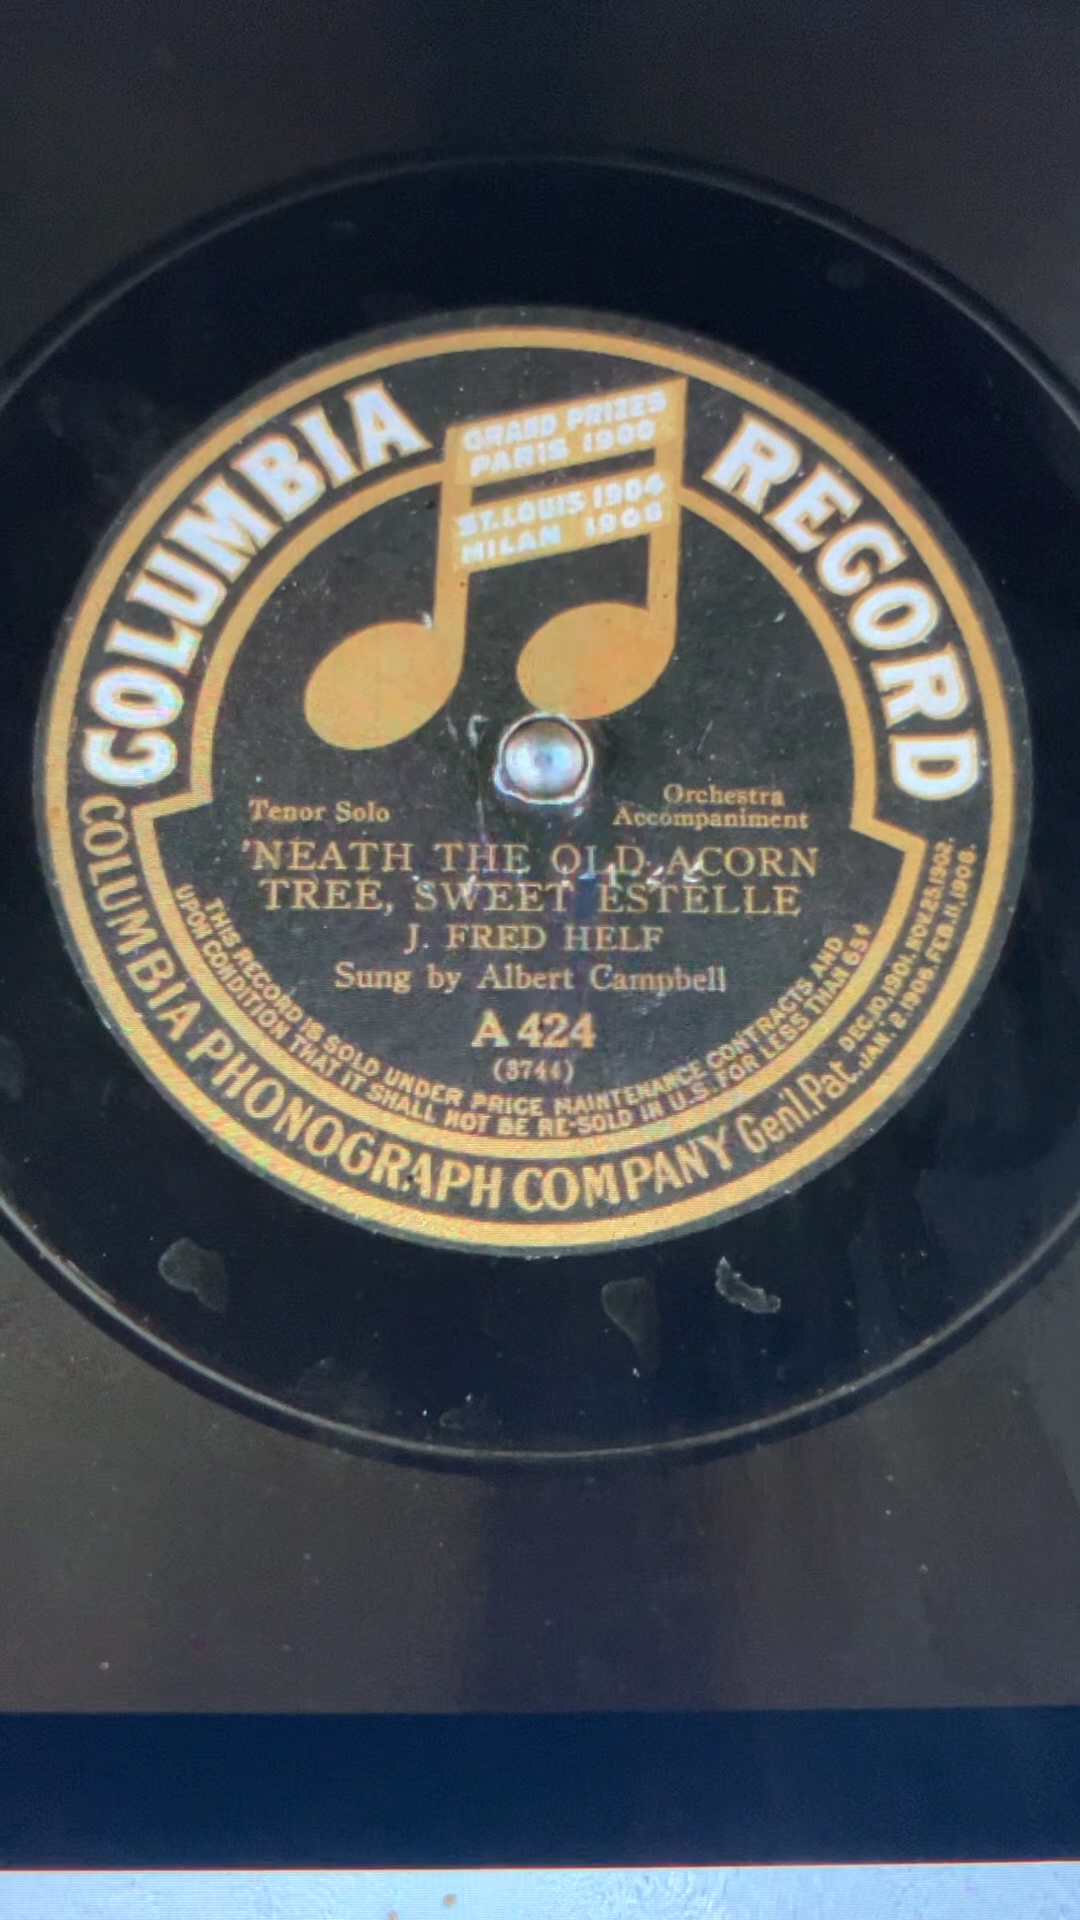 COLUMBIA RECORD
GRAND PRIZES
PARIS 1900
ST. LOUIS 1904
MILAN 1906
Tenor Solo
Orchestra
Accompaniment
'NEATH THE OLD ACORN
TREE, SWEET ESTELLE
J. FRED HELF
Sung by Albert Campbell
A 424
(3744)
THIS RECORD IS SOLD UNDER PRICE MAINTENANCE CONTRACTS AND
UPON CONDITION THAT IT SHALL NOT BE RE-SOLD IN U.S. FOR LESS THAN 65¢
COLUMBIA PHONOGRAPH COMPANY Gen'l. Pat. DEC.10,1901. NOV.25,1902.
JAN. 2,1906. FEB.11,1908.